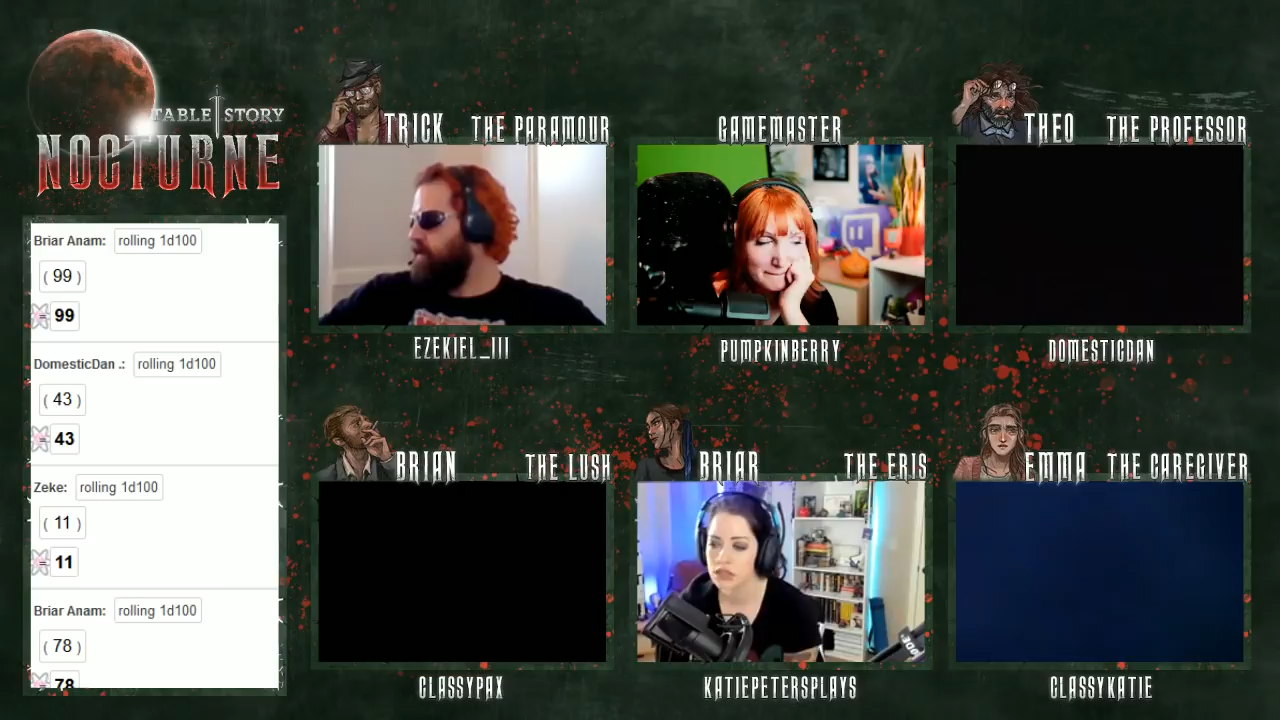 TABLE STORY
NOCTURNE
Briar Anam: rolling 1d100
( 99 )
= 99
DomesticDan .: rolling 1d100
( 43 )
= 43
Zeke: rolling 1d100
( 11 )
= 11
Briar Anam: rolling 1d100
( 78 )
= 78
TRICK THE PARAMOUR
EZEKIEL_III
GAMEMASTER
PUMPKINBERRY
THEO THE PROFESSOR
DOMESTICDAN
BRIAN THE LUSH
CLASSYPAX
BRIAR THE ERIS
KATIEPETERSPLAYS
EMMA THE CAREGIVER
CLASSYKATIE